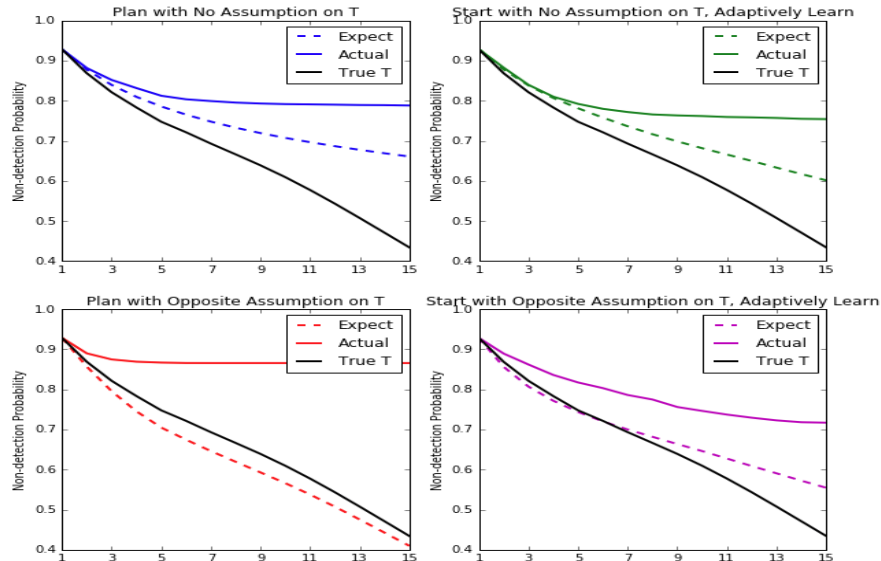 Plan with No Assumption on T
Non-detection Probability
1.0
0.9
0.8
0.7
0.6
0.5
0.4
Expect
Actual
True T
1 3 5 7 9 11 13 15
Start with No Assumption on T, Adaptively Learn
Non-detection Probability
1.0
0.9
0.8
0.7
0.6
0.5
0.4
Expect
Actual
True T
1 3 5 7 9 11 13 15
Plan with Opposite Assumption on T
Non-detection Probability
1.0
0.9
0.8
0.7
0.6
0.5
0.4
Expect
Actual
True T
1 3 5 7 9 11 13 15
Start with Opposite Assumption on T, Adaptively Learn
Non-detection Probability
1.0
0.9
0.8
0.7
0.6
0.5
0.4
Expect
Actual
True T
1 3 5 7 9 11 13 15